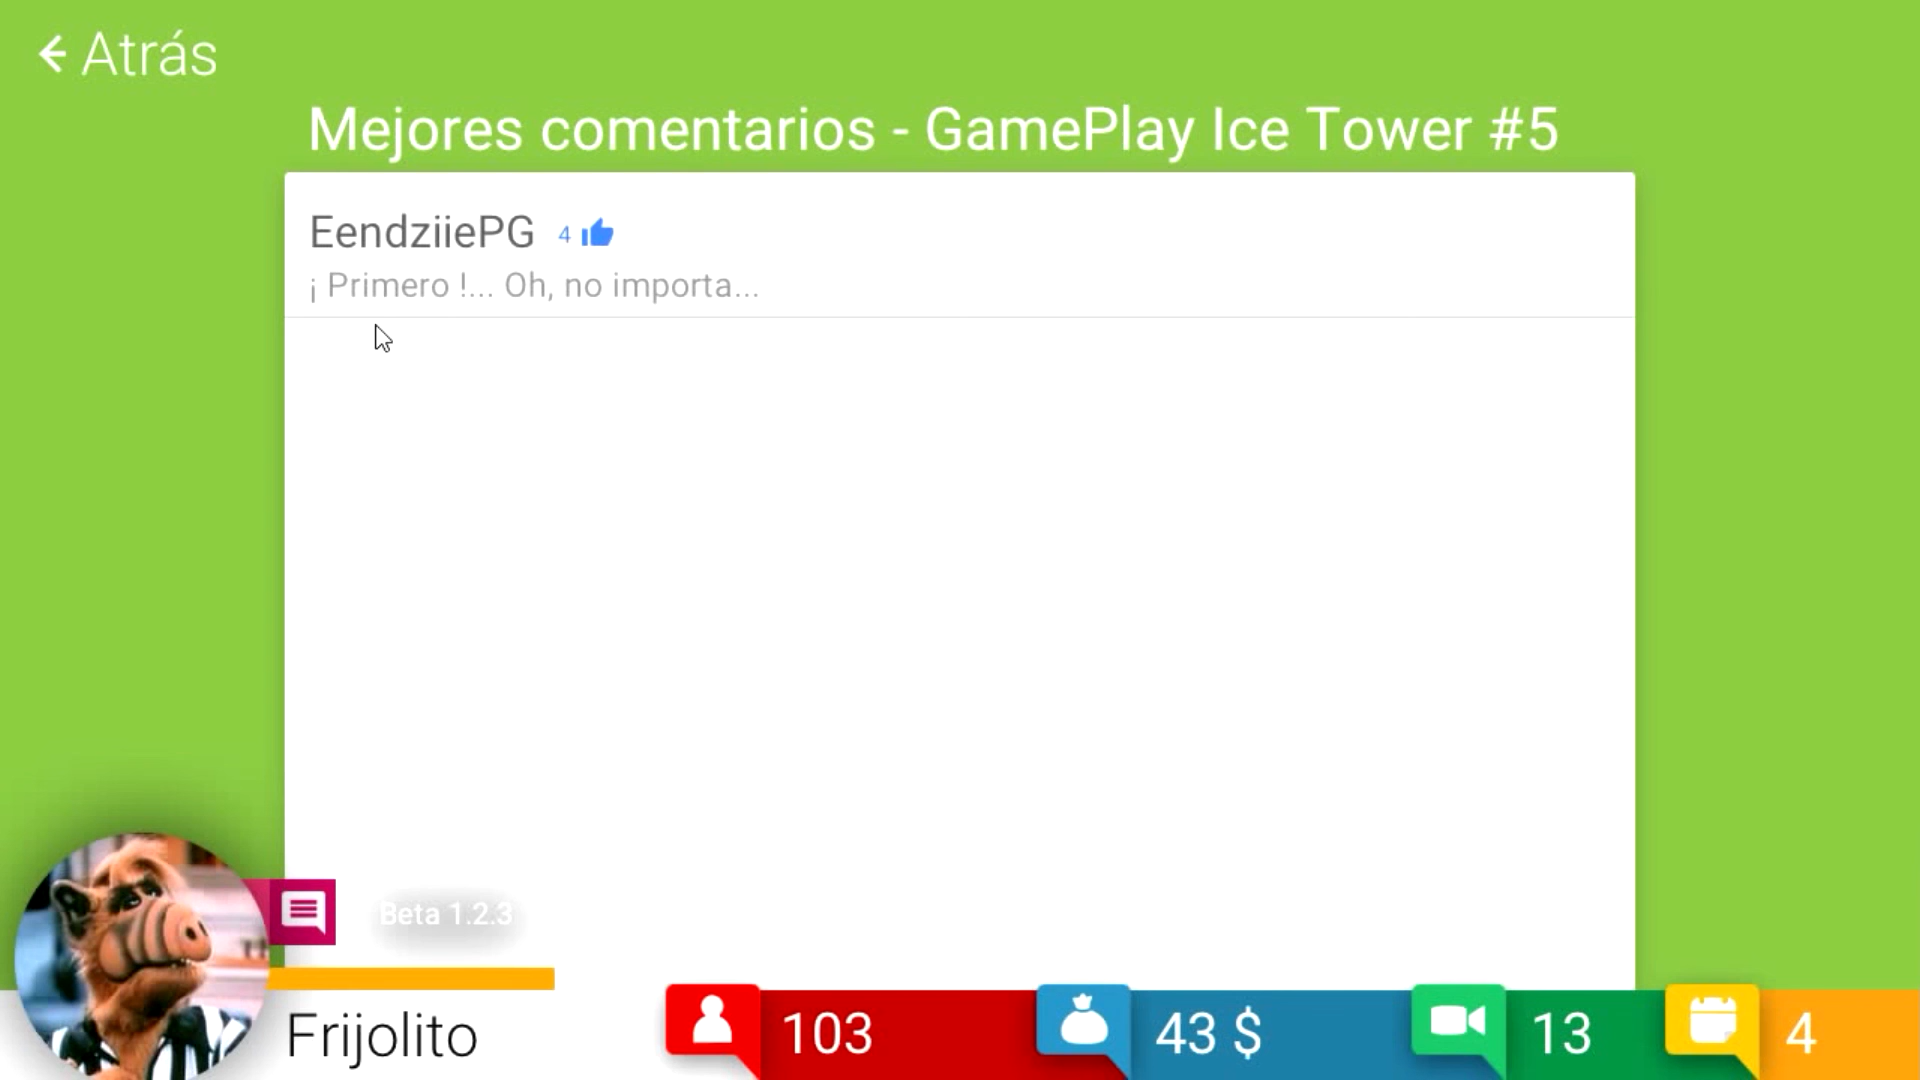 Atrás
Mejores comentarios - GamePlay Ice Tower #5
EendziiePG 4
¡ Primero !... Oh, no importa...
Beta 1.2.3
Frijolito
103
43 $
13
4